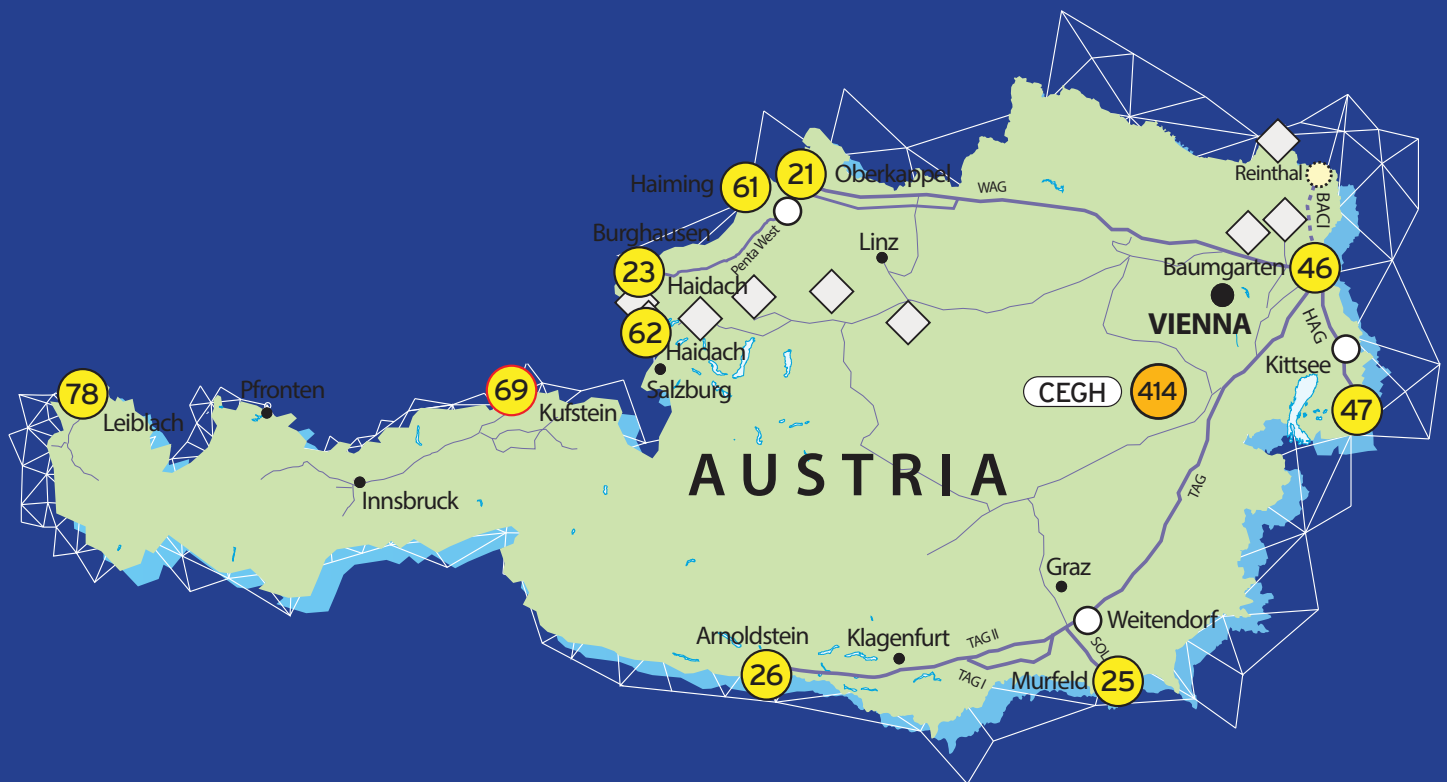 Reinthal
BACI
Haiming
61
21
Oberkappel
WAG
Burghausen
23
Penta West
Linz
Baumgarten
46
Haidach
VIENNA
62
Haidach
Salzburg
HAG
Kittsee
78
Leiblach
Pfronten
69
Kufstein
CEGH
414
47
AUSTRIA
Innsbruck
TAG
Graz
Weitendorf
Arnoldstein
26
Klagenfurt
TAG II
TAG I
SOL
Murfeld
25